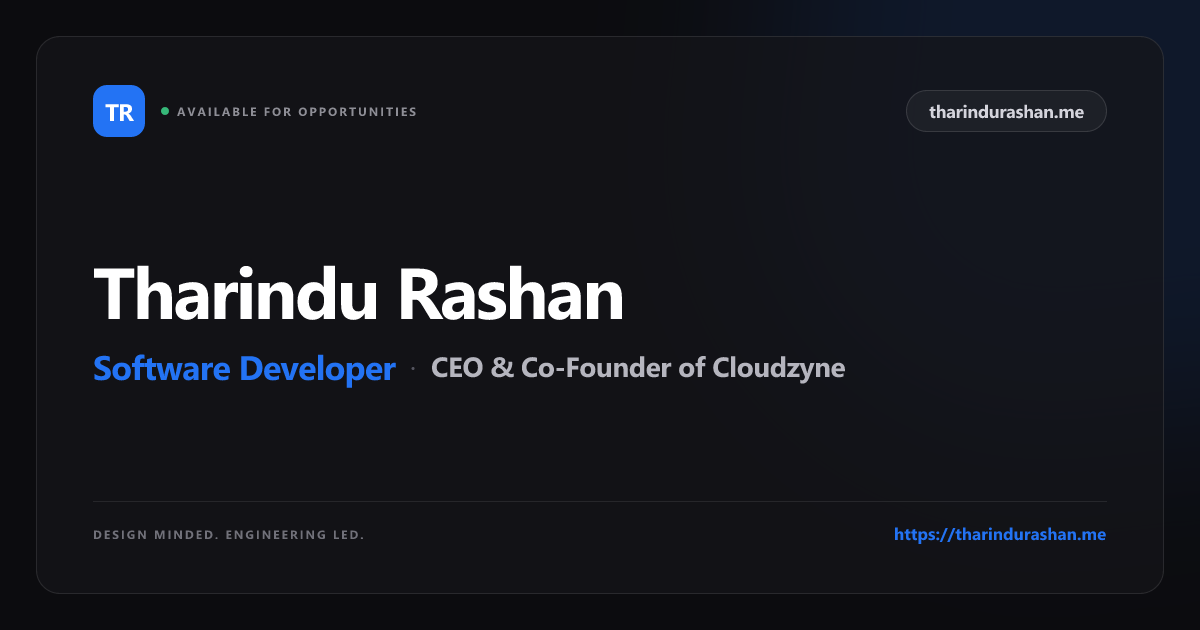 TR
AVAILABLE FOR OPPORTUNITIES
tharindurashan.me
Tharindu Rashan
Software Developer · CEO & Co-Founder of Cloudzyne
DESIGN MINDED. ENGINEERING LED.
https://tharindurashan.me